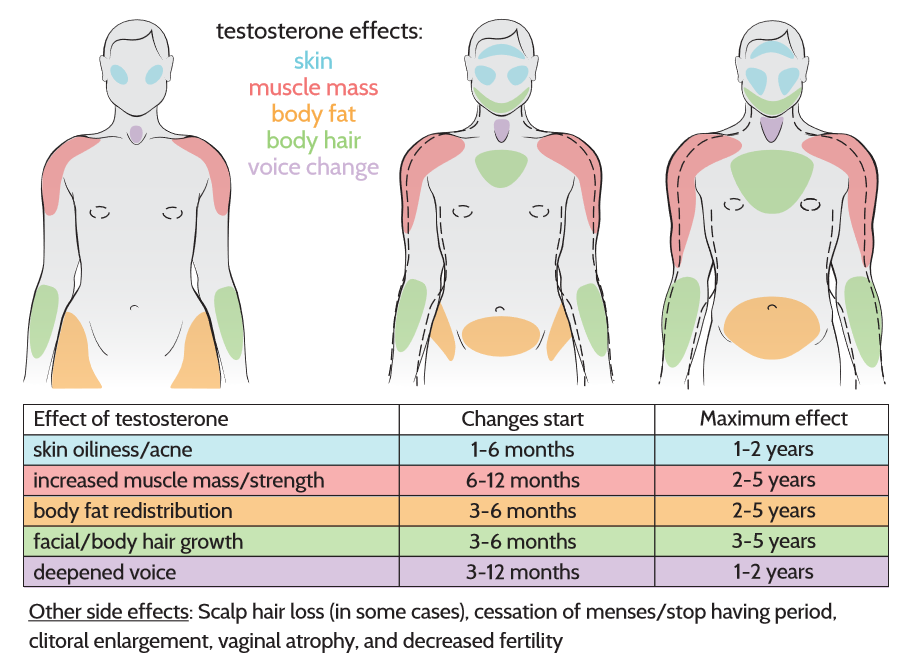 testosterone effects:
skin
muscle mass
body fat
body hair
voice change
Effect of testosterone Changes start Maximum effect
skin oiliness/acne 1-6 months 1-2 years
increased muscle mass/strength 6-12 months 2-5 years
body fat redistribution 3-6 months 2-5 years
facial/body hair growth 3-6 months 3-5 years
deepened voice 3-12 months 1-2 years
Other side effects: Scalp hair loss (in some cases), cessation of menses/stop having period,
clitoral enlargement, vaginal atrophy, and decreased fertility